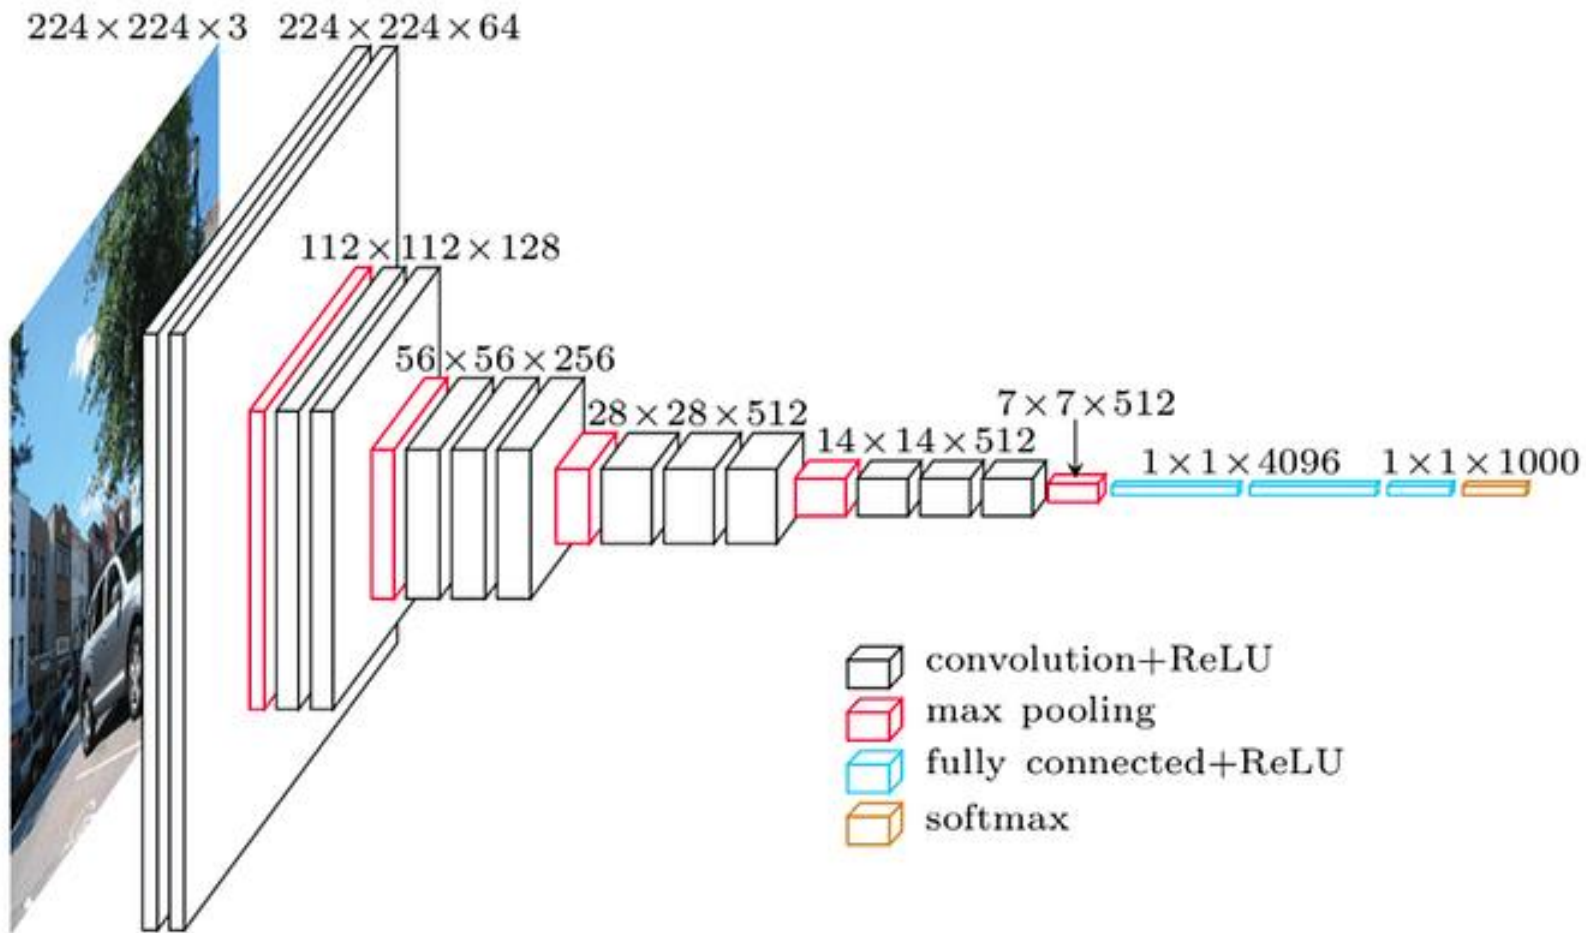 224×224×3
224×224×64
112×112×128
56×56×256
28×28×512
14×14×512
7×7×512
1×1×4096
1×1×1000
convolution+ReLU
max pooling
fully connected+ReLU
softmax